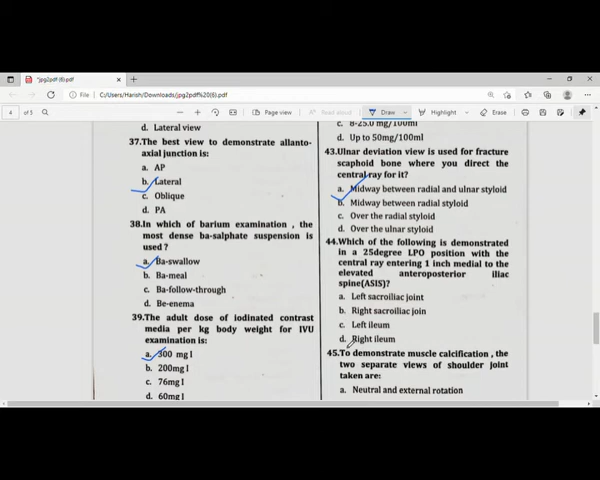 *jpg2pdf (6).pdf
File
C:/Users/Harish/Downloads/jpg2pdf%20(6).pdf
4 of 5
Page view
Read aloud
Draw
Highlight
Erase
d. Lateral view
37.The best view to demonstrate allanto-
axial junction is:
a. AP
b. Lateral
c. Oblique
d. PA
38.In which of barium examination , the
most dense ba-salphate suspension is
used ?
a. Ba-swallow
b. Ba-meal
c. Ba-follow-through
d. Be-enema
39.The adult dose of iodinated contrast
media per kg body weight for IVU
examination is:
a. 300 mg I
b. 200mg I
c. 76mg I
d. 60mg I
c. 8-25.0 mg/100ml
d. Up to 50mg/100ml
43.Ulnar deviation view is used for fracture
scaphoid bone where you direct the
central ray for it?
a. Midway between radial and ulnar styloid
b. Midway between radial styloid
c. Over the radial styloid
d. Over the ulnar styloid
44.Which of the following is demonstrated
in a 25degree LPO position with the
central ray entering 1 inch medial to the
elevated anteroposterior iliac
spine(ASIS)?
a. Left sacroiliac joint
b. Right sacroiliac join
c. Left ileum
d. Right ileum
45.To demonstrate muscle calcification , the
two separate views of shoulder joint
taken are:
a. Neutral and external rotation